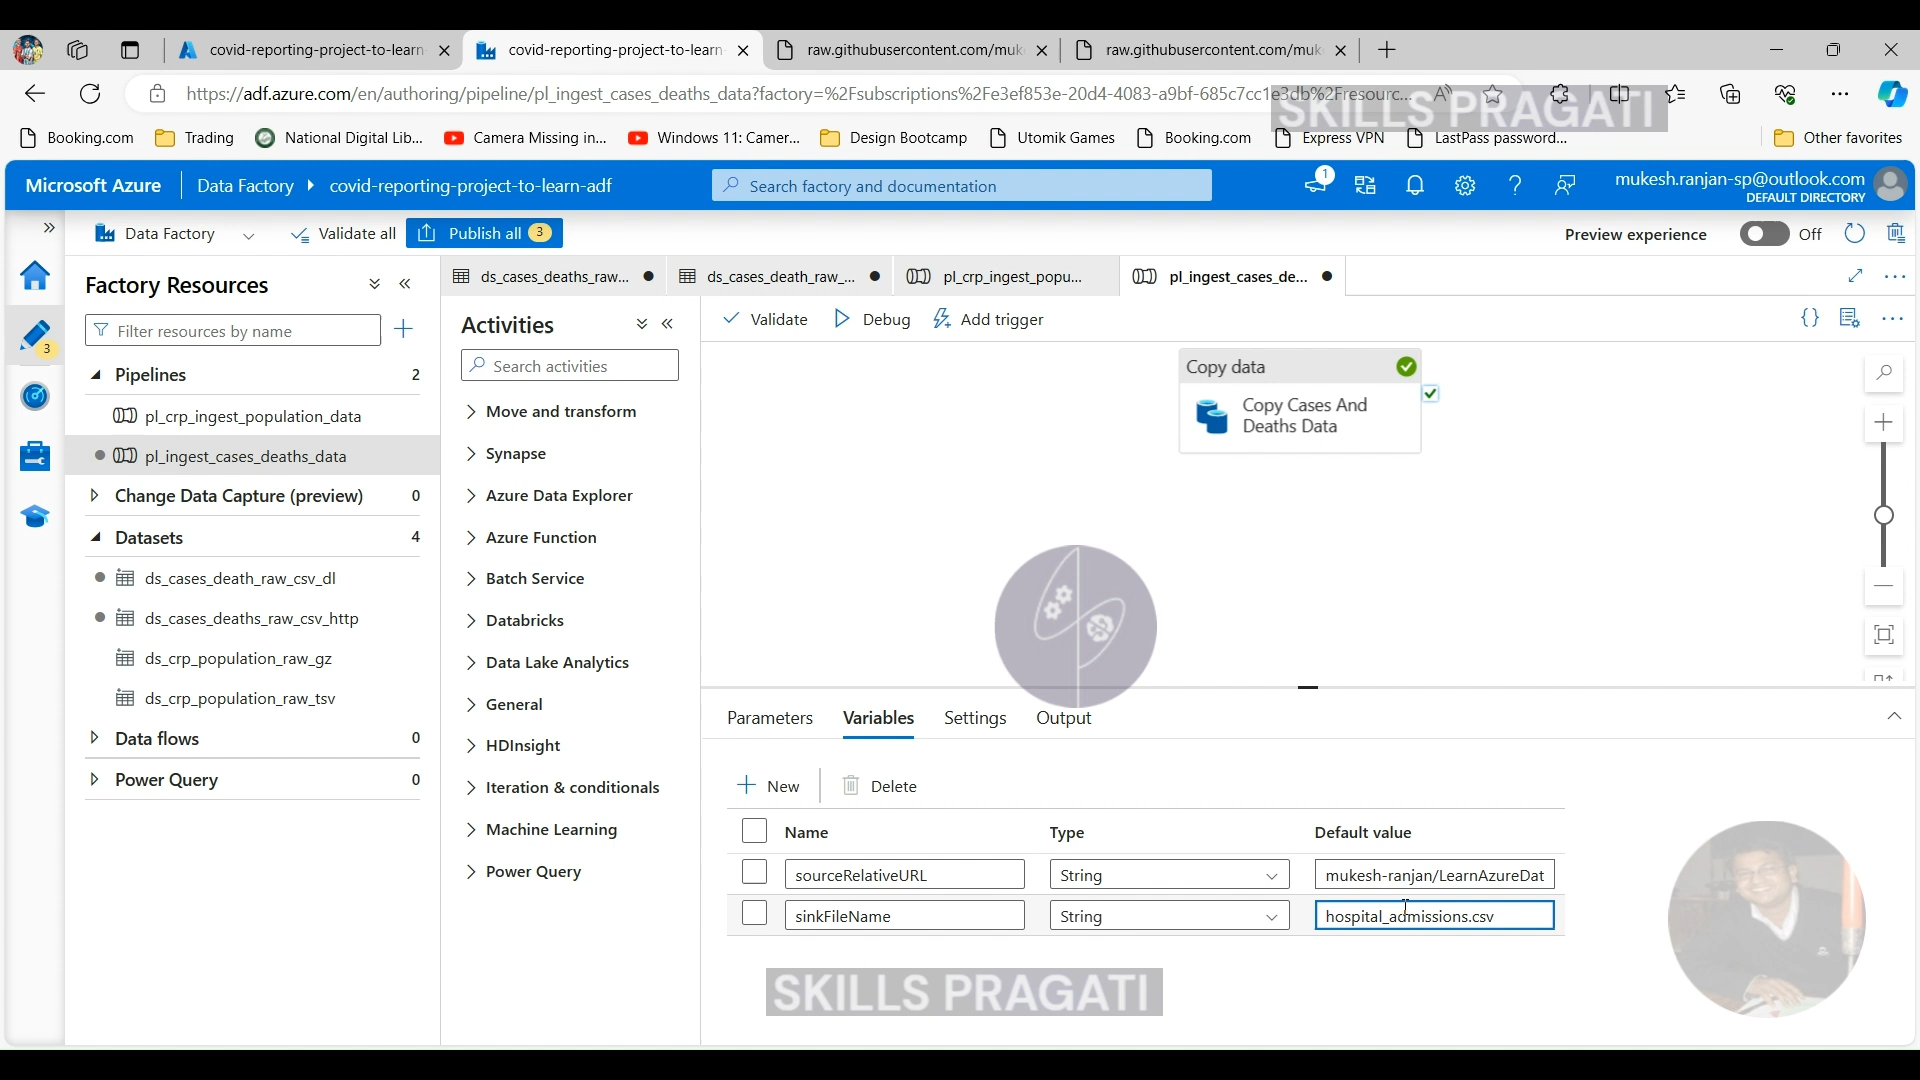 covid-reporting-project-to-learn
covid-reporting-project-to-learn
raw.githubusercontent.com/muk
raw.githubusercontent.com/muk
https://adf.azure.com/en/authoring/pipeline/pl_ingest_cases_deaths_data?factory=%2Fsubscriptions%2Fe3ef853e-20d4-4083-a9bf-685c7cc1e3db%2Fresourc...
SKILLS PRAGATI
Booking.com
Trading
National Digital Lib...
Camera Missing in...
Windows 11: Camer...
Design Bootcamp
Utomik Games
Booking.com
Express VPN
LastPass password...
Other favorites
Microsoft Azure
Data Factory
covid-reporting-project-to-learn-adf
Search factory and documentation
1
mukesh.ranjan-sp@outlook.com
DEFAULT DIRECTORY
Data Factory
Validate all
Publish all 3
Preview experience
Off
Factory Resources
ds_cases_deaths_raw...
ds_cases_death_raw_...
pl_crp_ingest_popu...
pl_ingest_cases_de...
Filter resources by name
3
Activities
Search activities
Validate
Debug
Add trigger
Pipelines 2
pl_crp_ingest_population_data
pl_ingest_cases_deaths_data
Change Data Capture (preview) 0
Datasets 4
ds_cases_death_raw_csv_dl
ds_cases_deaths_raw_csv_http
ds_crp_population_raw_gz
ds_crp_population_raw_tsv
Data flows 0
Power Query 0
Move and transform
Synapse
Azure Data Explorer
Azure Function
Batch Service
Databricks
Data Lake Analytics
General
HDInsight
Iteration & conditionals
Machine Learning
Power Query
Copy data
Copy Cases And
Deaths Data
Parameters
Variables
Settings
Output
New
Delete
Name
Type
Default value
sourceRelativeURL
String
mukesh-ranjan/LearnAzureDat
sinkFileName
String
hospital_admissions.csv
SKILLS PRAGATI